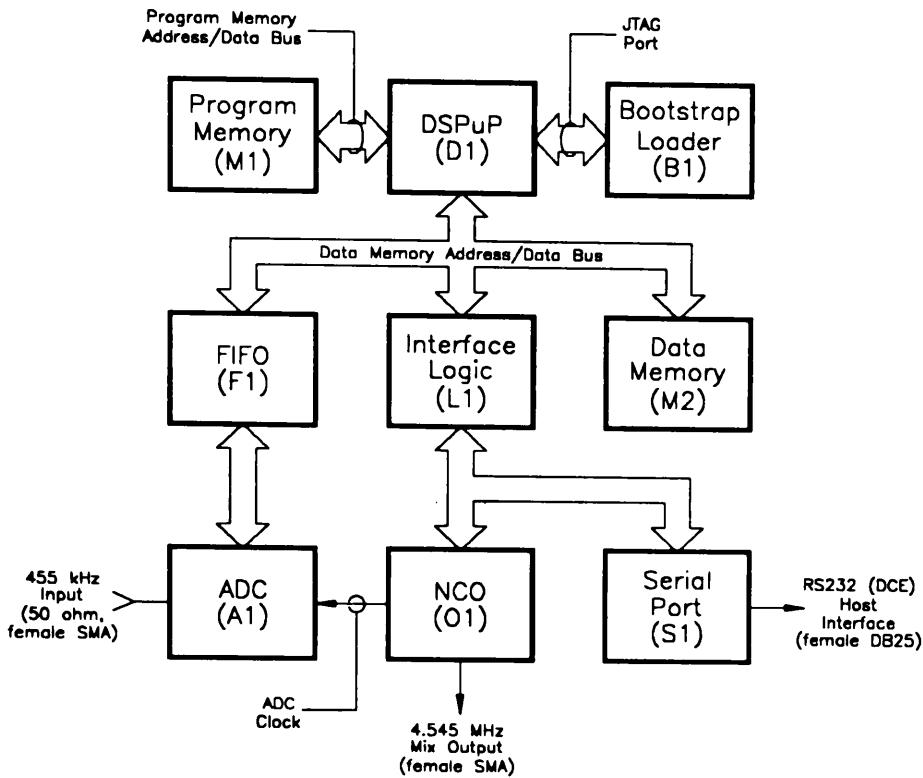 Program Memory
Address/Data Bus
JTAG
Port
Program
Memory
(M1)
DSPuP
(D1)
Bootstrap
Loader
(B1)
Data Memory Address/Data Bus
FIFO
(F1)
Interface
Logic
(L1)
Data
Memory
(M2)
455 kHz
Input
(50 ohm,
female SMA)
ADC
(A1)
NCO
(O1)
Serial
Port
(S1)
RS232 (DCE)
Host
Interface
(female DB25)
ADC
Clock
4.545 MHz
Mix Output
(female SMA)